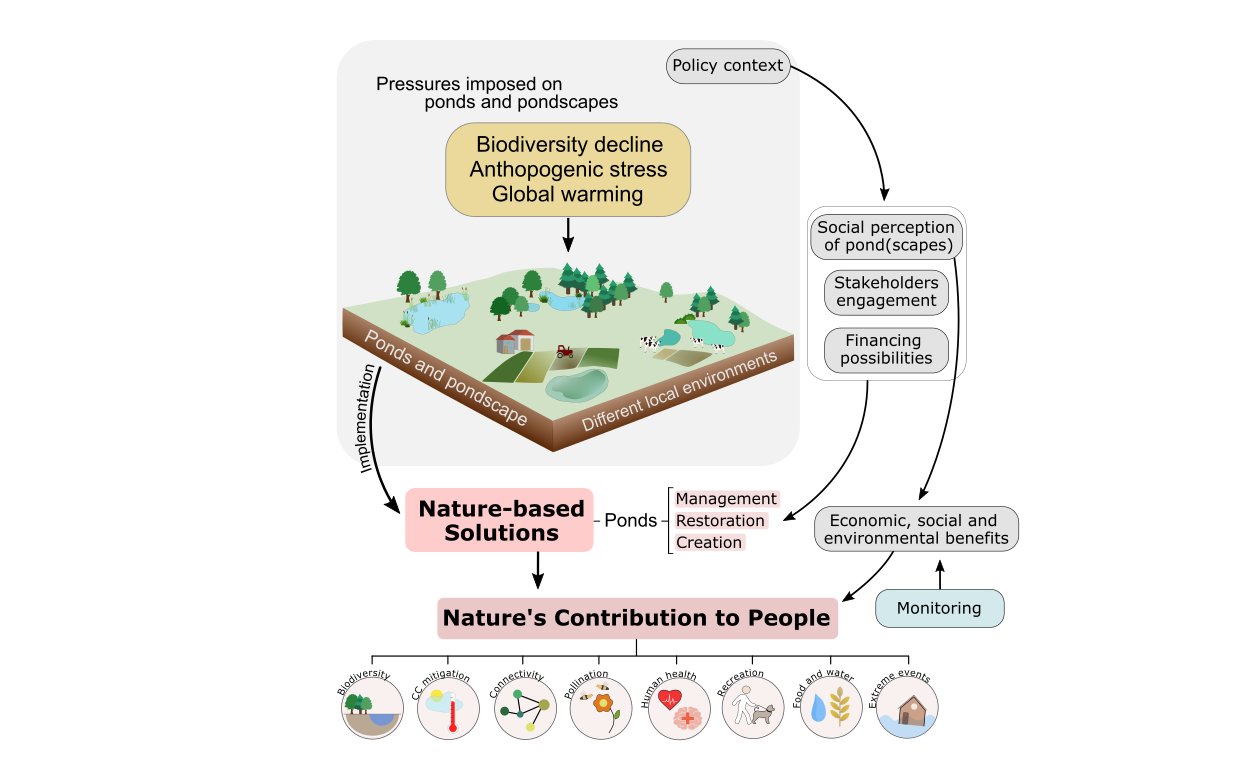 Policy context
Pressures imposed on
ponds and pondscapes
Biodiversity decline
Anthopogenic stress
Global warming
Social perception
of pond(scapes)
Stakeholders
engagement
Financing
possibilities
Ponds and pondscape
Different local environments
Implementation
Nature-based
Solutions
Ponds
Management
Restoration
Creation
Economic, social and
environmental benefits
Monitoring
Nature's Contribution to People
Biodiversity
CC mitigation
Connectivity
Pollination
Human health
Recreation
Food and water
Extreme events